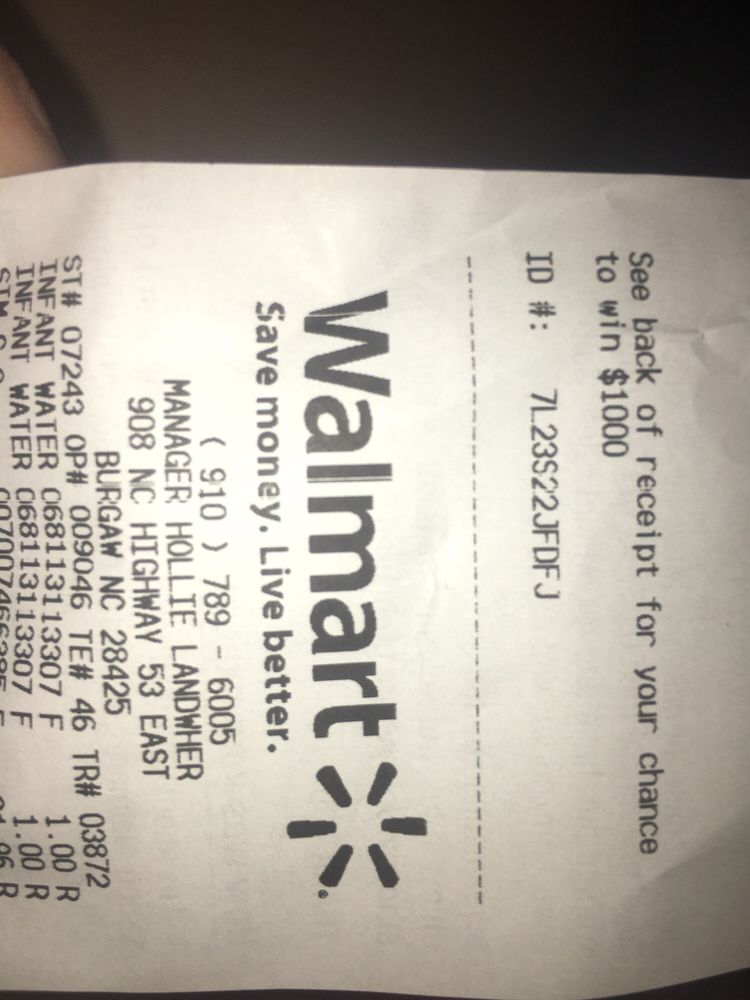 See back of receipt for your chance
to win $1000
ID #: 7L23S22JFDFJ
Walmart
Save money. Live better.
( 910 ) 789 - 6005
MANAGER HOLLIE LANDWHER
908 NC HIGHWAY 53 EAST
BURGAW NC 28425
ST# 07243 OP# 009046 TE# 46 TR# 03872
INFANT WATER 068113113307 F 1.00 R
INFANT WATER 068113113307 F 1.00 R